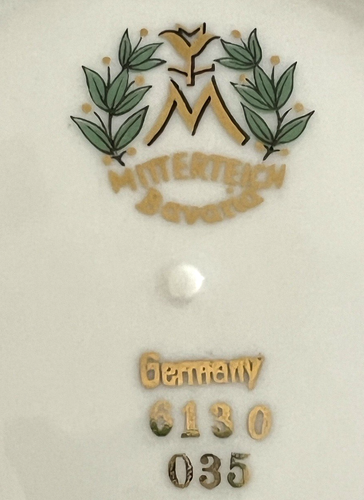 M
MITTERTEICH
Bavaria
Germany
6130
035